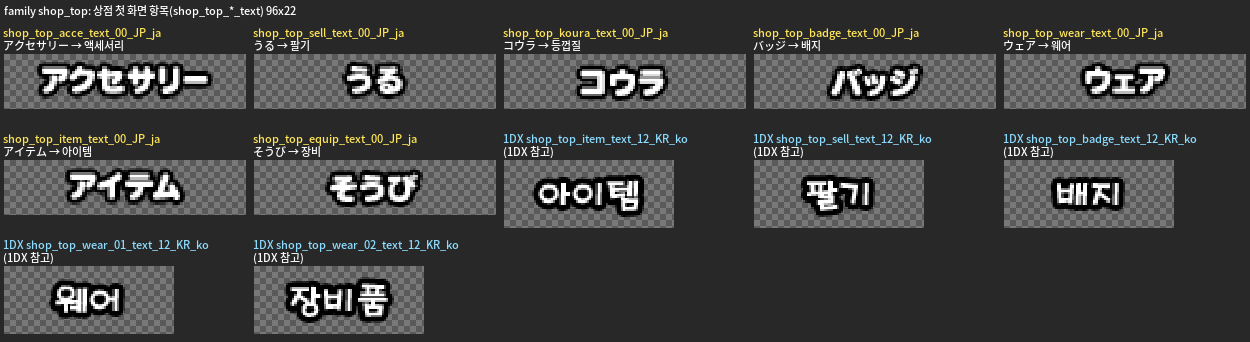 family shop_top: 상점 첫 화면 항목(shop_top_*_text) 96x22
shop_top_acce_text_00_JP_ja
アクセサリー → 액세서리
アクセサリー
shop_top_sell_text_00_JP_ja
うる → 팔기
うる
shop_top_koura_text_00_JP_ja
コウラ → 등껍질
コウラ
shop_top_badge_text_00_JP_ja
バッジ → 배지
バッジ
shop_top_wear_text_00_JP_ja
ウェア → 웨어
ウェア
shop_top_item_text_00_JP_ja
アイテム → 아이템
アイテム
shop_top_equip_text_00_JP_ja
そうび → 장비
そうび
1DX shop_top_item_text_12_KR_ko
(1DX 참고)
아이템
1DX shop_top_sell_text_12_KR_ko
(1DX 참고)
팔기
1DX shop_top_badge_text_12_KR_ko
(1DX 참고)
배지
1DX shop_top_wear_01_text_12_KR_ko
(1DX 참고)
웨어
1DX shop_top_wear_02_text_12_KR_ko
(1DX 참고)
장비품